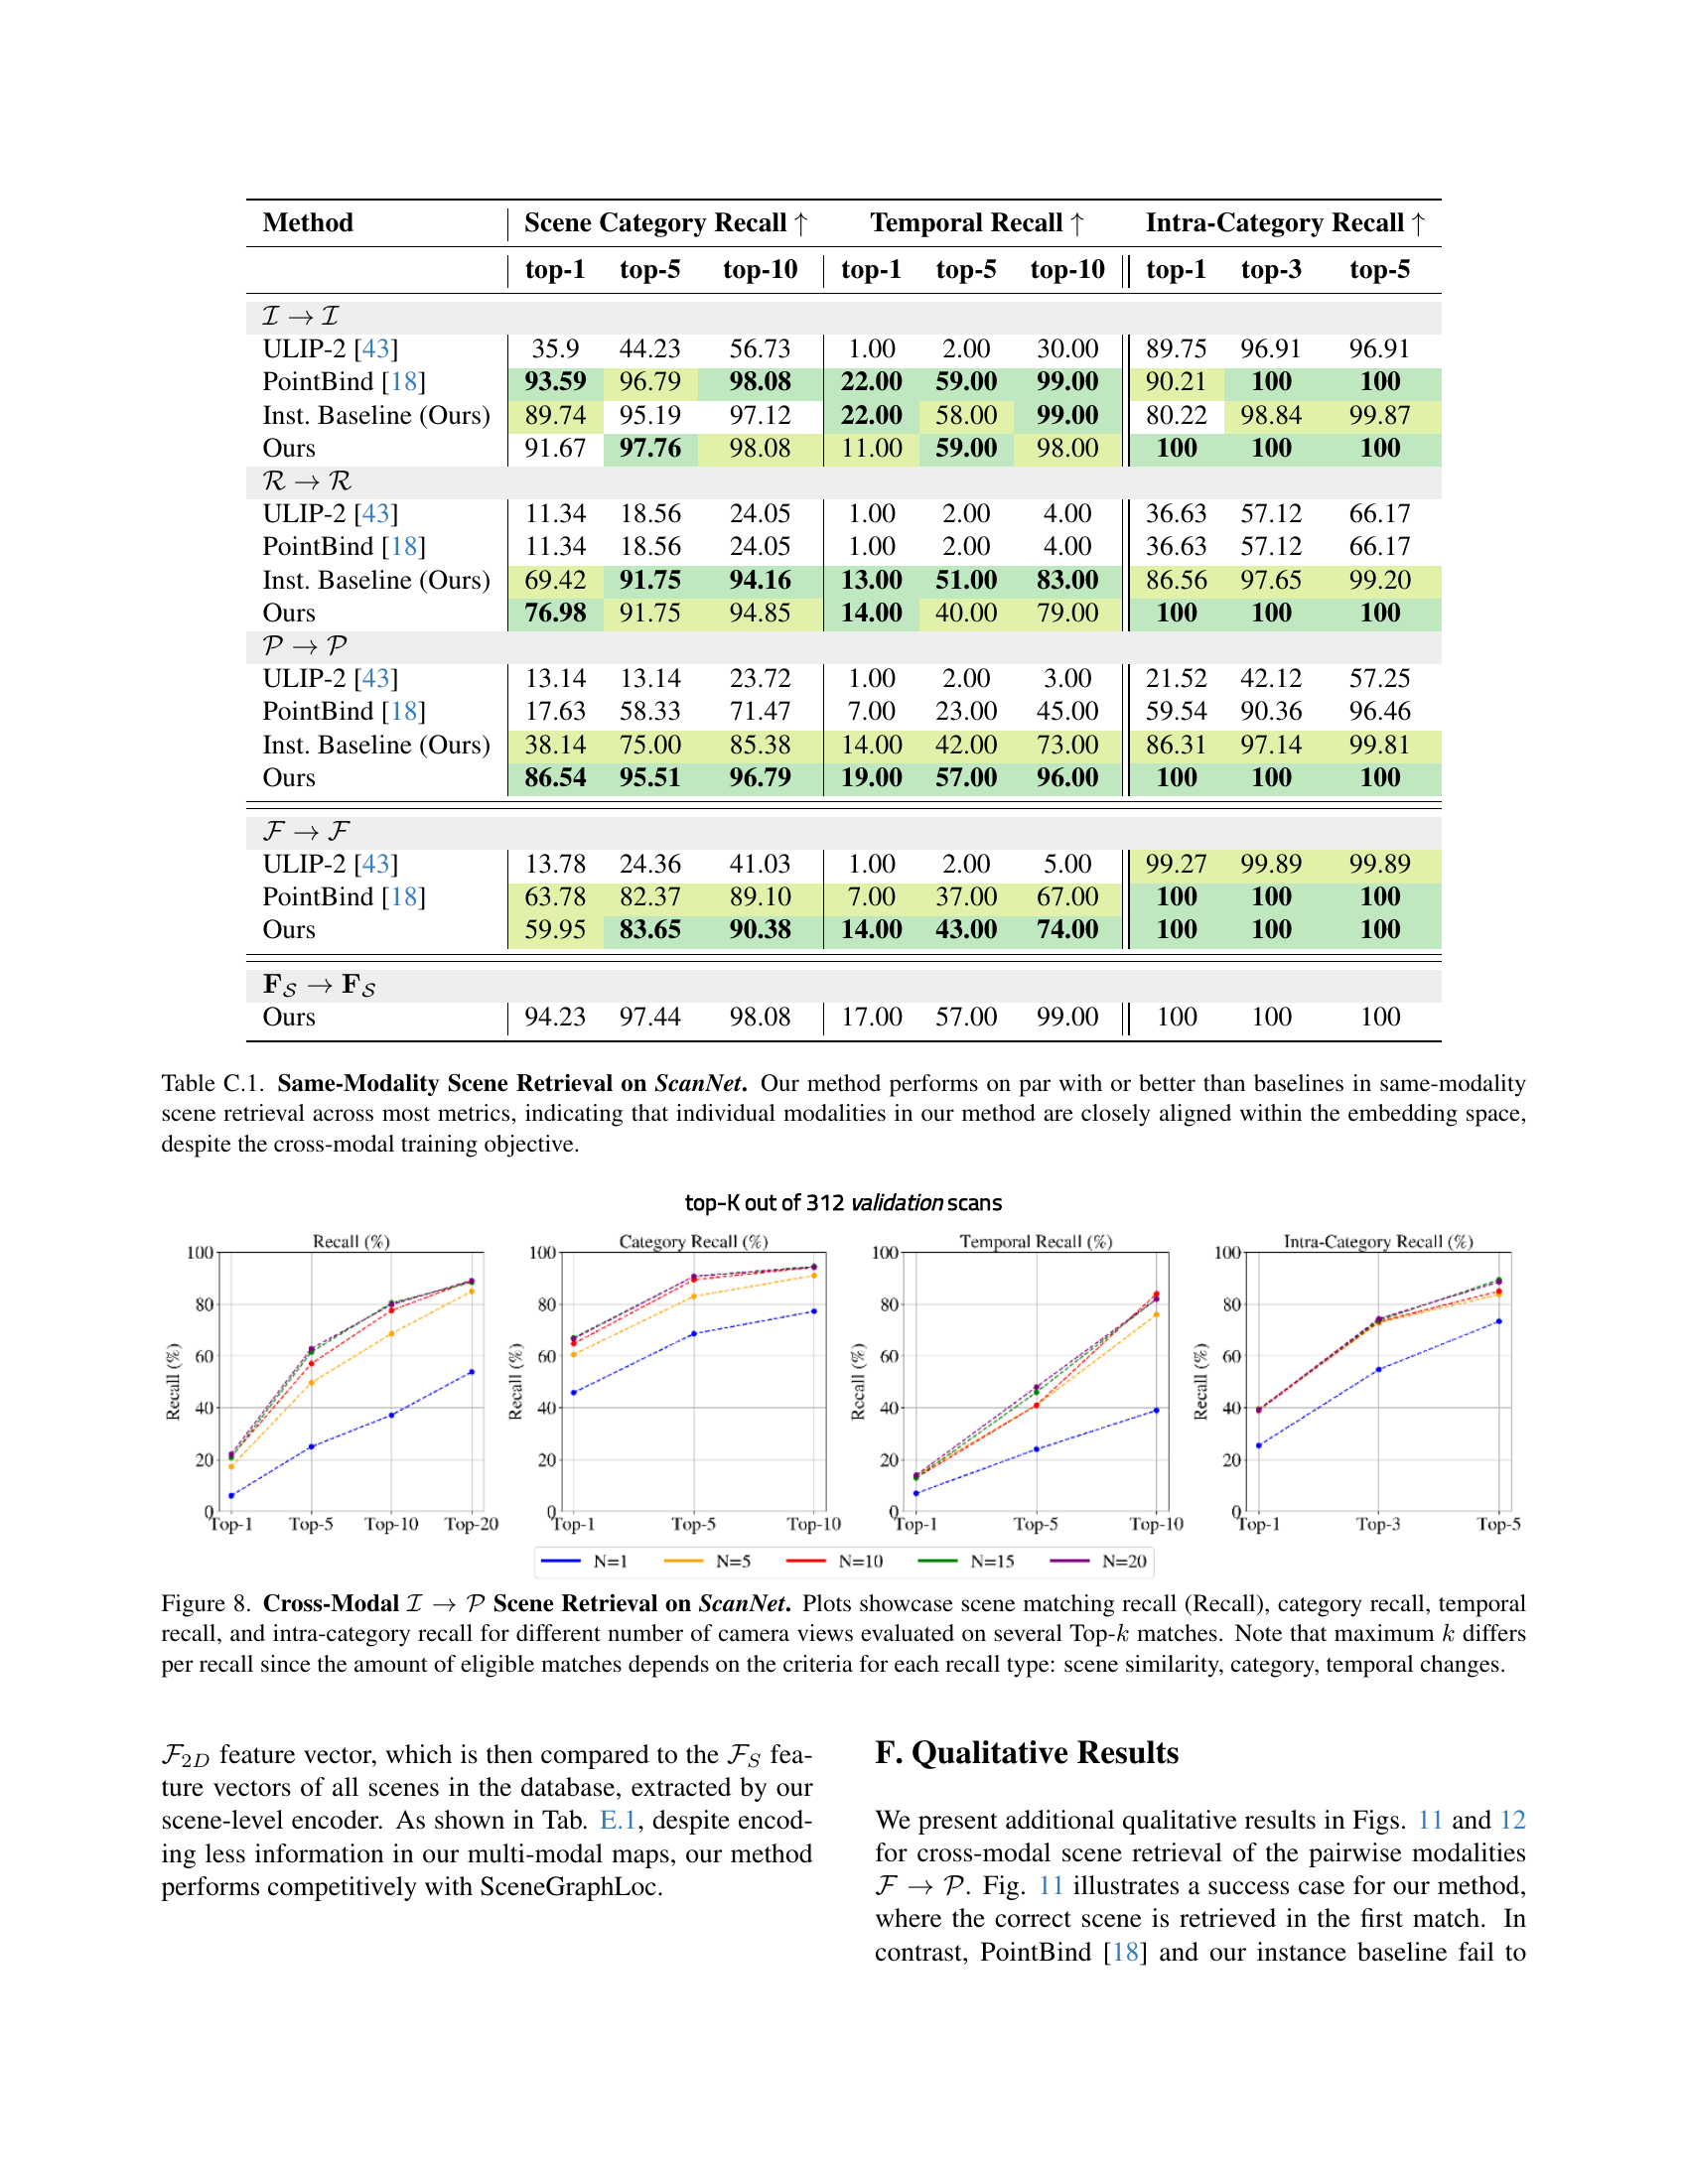 Method Scene Category Recall ↑ Temporal Recall ↑ Intra-Category Recall ↑
top-1 top-5 top-10 top-1 top-5 top-10 top-1 top-3 top-5
ℐ → ℐ
ULIP-2 [43] 35.9 44.23 56.73 1.00 2.00 30.00 89.75 96.91 96.91
PointBind [18] 93.59 96.79 98.08 22.00 59.00 99.00 90.21 100 100
Inst. Baseline (Ours) 89.74 95.19 97.12 22.00 58.00 99.00 80.22 98.84 99.87
Ours 91.67 97.76 98.08 11.00 59.00 98.00 100 100 100
ℛ → ℛ
ULIP-2 [43] 11.34 18.56 24.05 1.00 2.00 4.00 36.63 57.12 66.17
PointBind [18] 11.34 18.56 24.05 1.00 2.00 4.00 36.63 57.12 66.17
Inst. Baseline (Ours) 69.42 91.75 94.16 13.00 51.00 83.00 86.56 97.65 99.20
Ours 76.98 91.75 94.85 14.00 40.00 79.00 100 100 100
𝒫 → 𝒫
ULIP-2 [43] 13.14 13.14 23.72 1.00 2.00 3.00 21.52 42.12 57.25
PointBind [18] 17.63 58.33 71.47 7.00 23.00 45.00 59.54 90.36 96.46
Inst. Baseline (Ours) 38.14 75.00 85.38 14.00 42.00 73.00 86.31 97.14 99.81
Ours 86.54 95.51 96.79 19.00 57.00 96.00 100 100 100
ℱ → ℱ
ULIP-2 [43] 13.78 24.36 41.03 1.00 2.00 5.00 99.27 99.89 99.89
PointBind [18] 63.78 82.37 89.10 7.00 37.00 67.00 100 100 100
Ours 59.95 83.65 90.38 14.00 43.00 74.00 100 100 100
F𝒮 → F𝒮
Ours 94.23 97.44 98.08 17.00 57.00 99.00 100 100 100
Table C.1. Same-Modality Scene Retrieval on ScanNet. Our method performs on par with or better than baselines in same-modality
scene retrieval across most metrics, indicating that individual modalities in our method are closely aligned within the embedding space,
despite the cross-modal training objective.
top-K out of 312 validation scans
Recall (%) Category Recall (%) Temporal Recall (%) Intra-Category Recall (%)
100 100 100 100
80 80 80 80
60 60 60 60
Recall (%) Recall (%) Recall (%) Recall (%)
40 40 40 40
20 20 20 20
0 0 0 0
Top-1 Top-5 Top-10 Top-20 Top-1 Top-5 Top-10 Top-1 Top-5 Top-10 Top-1 Top-3 Top-5
N=1 N=5 N=10 N=15 N=20
Figure 8. Cross-Modal ℐ → 𝒫 Scene Retrieval on ScanNet. Plots showcase scene matching recall (Recall), category recall, temporal
recall, and intra-category recall for different number of camera views evaluated on several Top-k matches. Note that maximum k differs
per recall since the amount of eligible matches depends on the criteria for each recall type: scene similarity, category, temporal changes.
ℱ2D feature vector, which is then compared to the ℱS fea-
ture vectors of all scenes in the database, extracted by our
scene-level encoder. As shown in Tab. E.1, despite encod-
ing less information in our multi-modal maps, our method
performs competitively with SceneGraphLoc.
F. Qualitative Results
We present additional qualitative results in Figs. 11 and 12
for cross-modal scene retrieval of the pairwise modalities
ℱ → 𝒫. Fig. 11 illustrates a success case for our method,
where the correct scene is retrieved in the first match. In
contrast, PointBind [18] and our instance baseline fail to